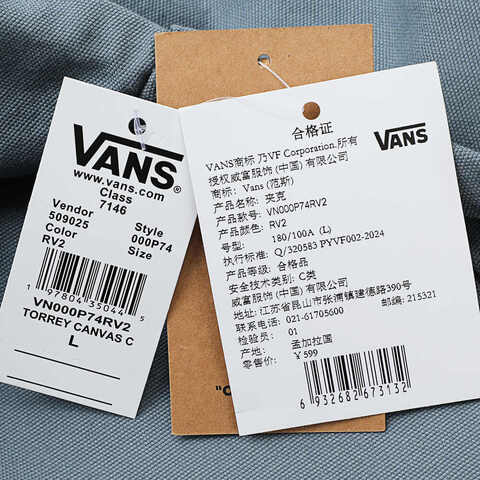 VANS
®
www.vans.com
Class
7146
Vendor
Style
509025
000P74
Color
Size
RV2
1 97804 35044 5
VN000P74RV2
TORREY CANVAS C
L
合格证
VANS
VANS商标 乃VF Corporation.所有
授权威富服饰(中国)有限公司
商标: Vans (范斯)
产品名称: 夹克
产品款号: VN000P74RV2
产品颜色: RV2
号型: 180/100A (L)
执行标准: Q/320583 PYVF002-2024
产品等级: 合格品
安全技术类别: C类
威富服饰(中国)有限公司
地址:江苏省昆山市张浦镇建德路390号
联系电话: 021-61705600 邮编: 215321
检验员: 01
产地: 孟加拉国
零售价: ¥599
6 932682 673132